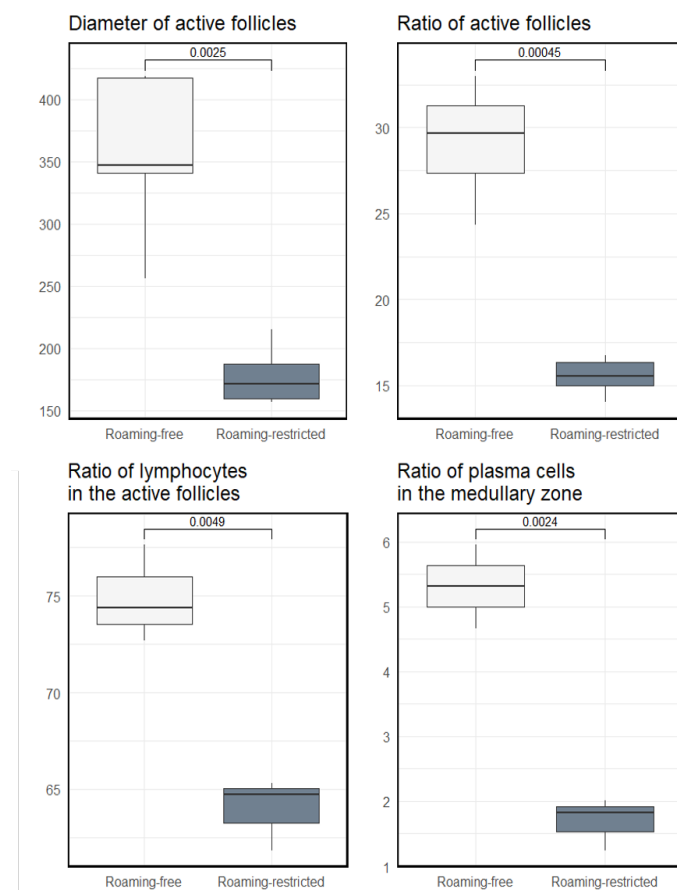 Diameter of active follicles
0.0025
400
350
300
250
200
150
Roaming-free Roaming-restricted
Ratio of active follicles
0.00045
30
25
20
15
Roaming-free Roaming-restricted
Ratio of lymphocytes
in the active follicles
0.0049
75
70
65
Roaming-free Roaming-restricted
Ratio of plasma cells
in the medullary zone
0.0024
6
5
4
3
2
1
Roaming-free Roaming-restricted